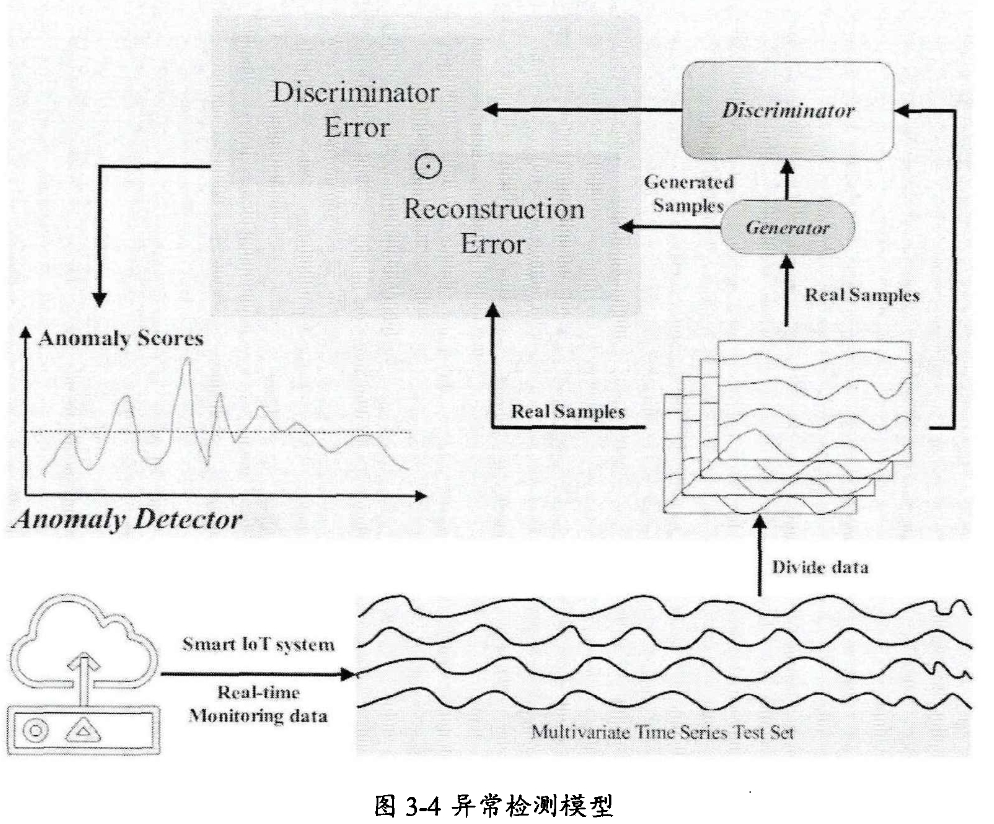 Discriminator
Error
⊙
Reconstruction
Error
Discriminator
Generated
Samples
Generator
Real Samples
Real Samples
Anomaly Scores
Anomaly Detector
Divide data
Smart IoT system
Real-time
Monitoring data
Multivariate Time Series Test Set
图 3-4 异常检测模型